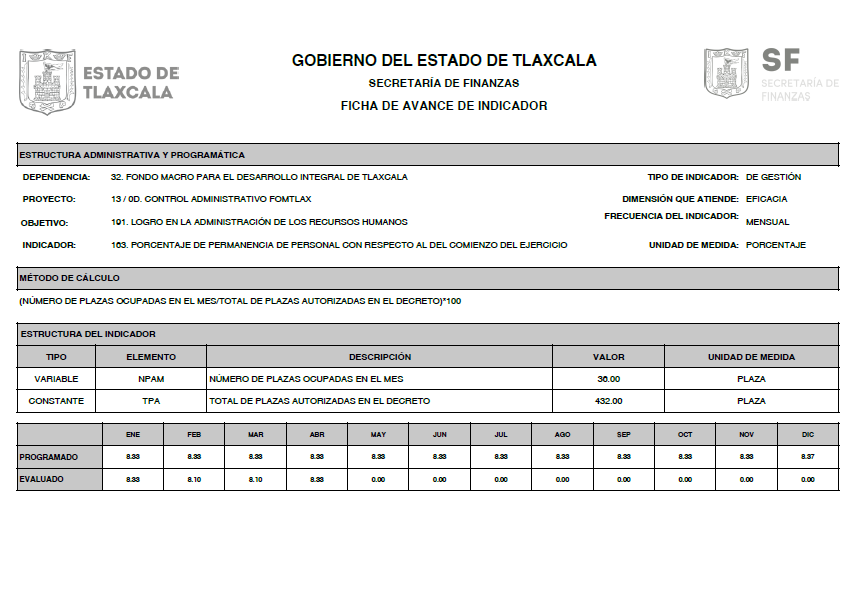 ESTADO DE
TLAXCALA
GOBIERNO DEL ESTADO DE TLAXCALA
SECRETARÍA DE FINANZAS
FICHA DE AVANCE DE INDICADOR
SF
SECRETARÍA DE
FINANZAS
ESTRUCTURA ADMINISTRATIVA Y PROGRAMÁTICA
DEPENDENCIA: 32. FONDO MACRO PARA EL DESARROLLO INTEGRAL DE TLAXCALA TIPO DE INDICADOR: DE GESTIÓN
PROYECTO: 13 / 0D. CONTROL ADMINISTRATIVO FOMTLAX DIMENSIÓN QUE ATIENDE: EFICACIA
OBJETIVO: 191. LOGRO EN LA ADMINISTRACIÓN DE LOS RECURSOS HUMANOS FRECUENCIA DEL INDICADOR: MENSUAL
INDICADOR: 163. PORCENTAJE DE PERMANENCIA DE PERSONAL CON RESPECTO AL DEL COMIENZO DEL EJERCICIO UNIDAD DE MEDIDA: PORCENTAJE
MÉTODO DE CÁLCULO
(NÚMERO DE PLAZAS OCUPADAS EN EL MES/TOTAL DE PLAZAS AUTORIZADAS EN EL DECRETO)*100
ESTRUCTURA DEL INDICADOR
TIPO ELEMENTO DESCRIPCIÓN VALOR UNIDAD DE MEDIDA
VARIABLE NPAM NÚMERO DE PLAZAS OCUPADAS EN EL MES 36.00 PLAZA
CONSTANTE TPA TOTAL DE PLAZAS AUTORIZADAS EN EL DECRETO 432.00 PLAZA
ENE FEB MAR ABR MAY JUN JUL AGO SEP OCT NOV DIC
PROGRAMADO 8.33 8.33 8.33 8.33 8.33 8.33 8.33 8.33 8.33 8.33 8.33 8.37
EVALUADO 8.33 8.10 8.10 8.33 0.00 0.00 0.00 0.00 0.00 0.00 0.00 0.00